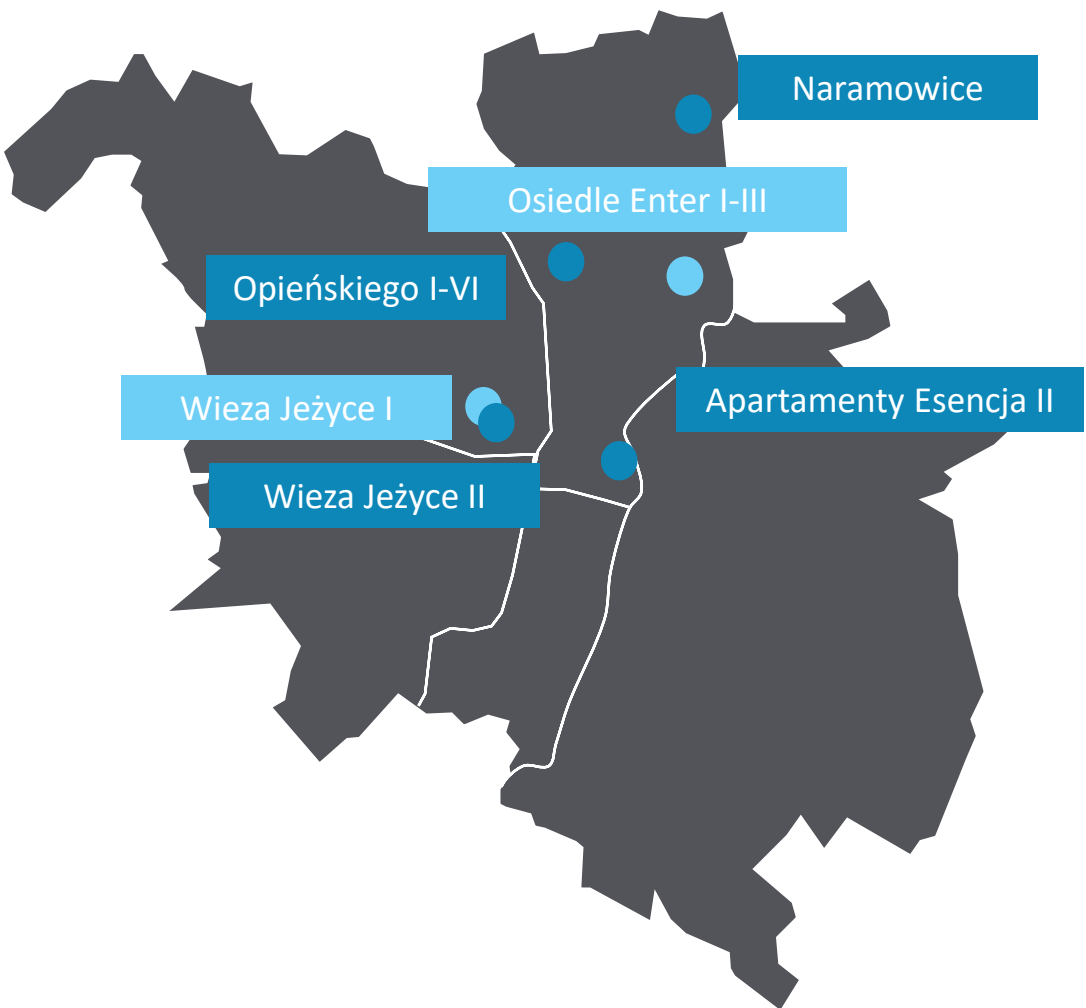 Naramowice
Osiedle Enter I-III
Opieńskiego I-VI
Wieza Jeżyce I
Apartamenty Esencja II
Wieza Jeżyce II